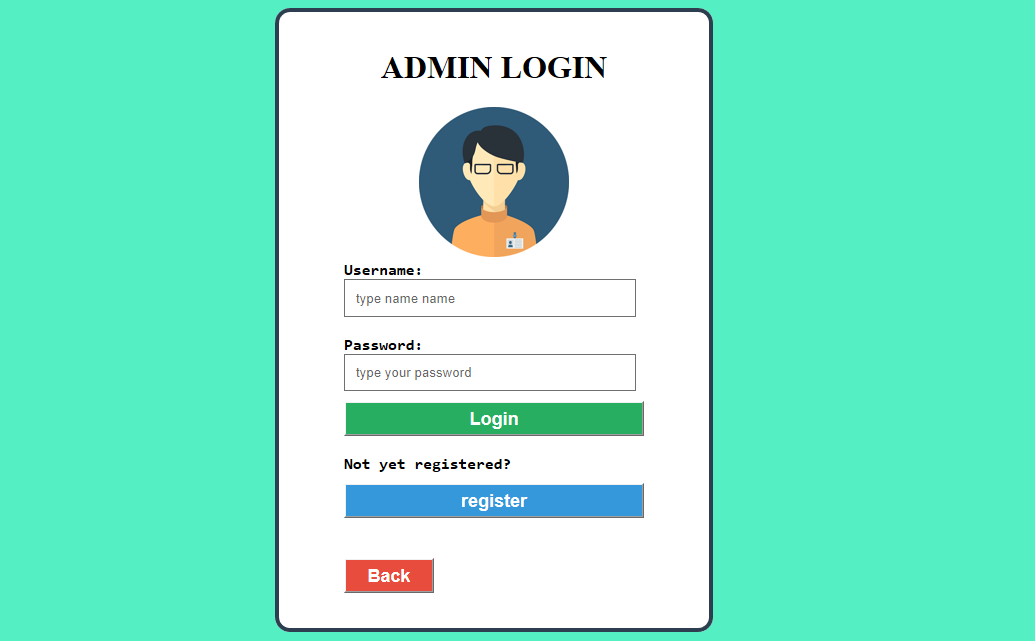 ADMIN LOGIN
Username:
type name name
Password:
type your password
Login
Not yet registered?
register
Back